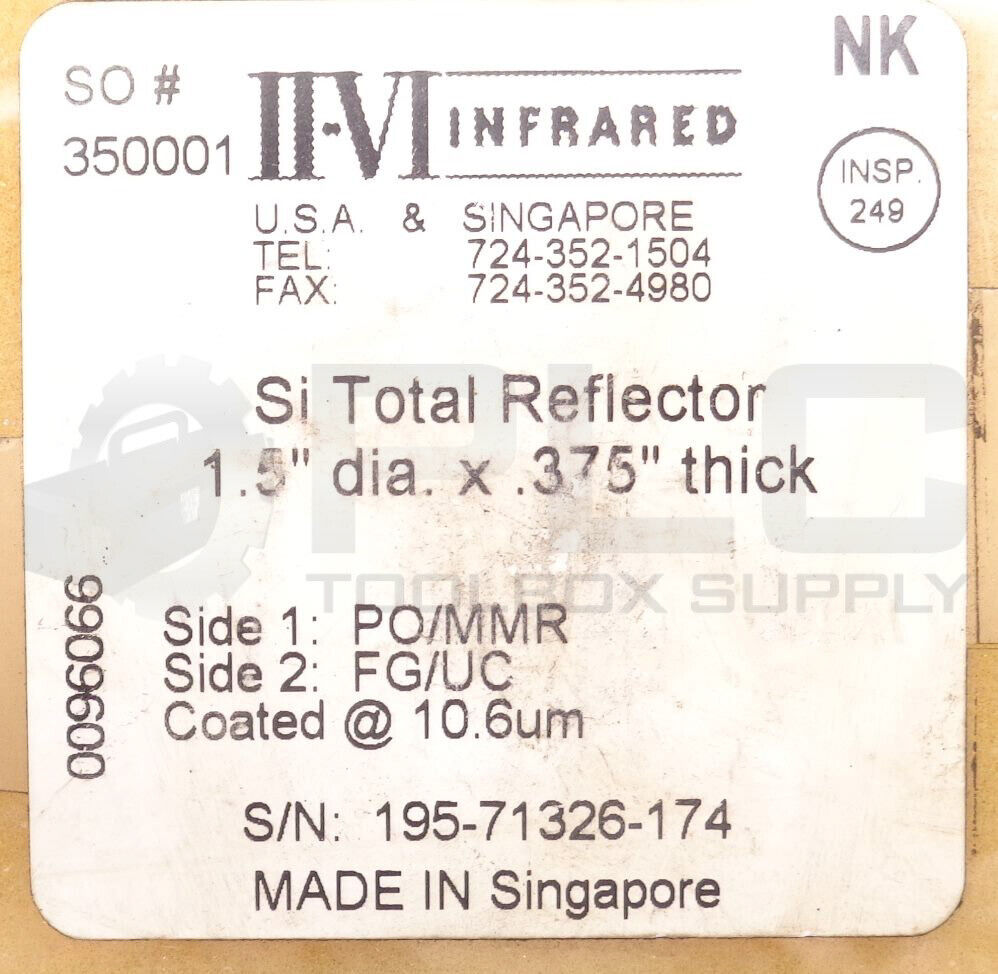 NK
SO #
350001
II-VI INFRARED
INSP.
249
U.S.A. & SINGAPORE
TEL: 724-352-1504
FAX: 724-352-4980
Si Total Reflector
1.5" dia. x .375" thick
PLC
TOOLBOX SUPPLY
0096066
Side 1: PO/MMR
Side 2: FG/UC
Coated @ 10.6um
S/N: 195-71326-174
MADE IN Singapore